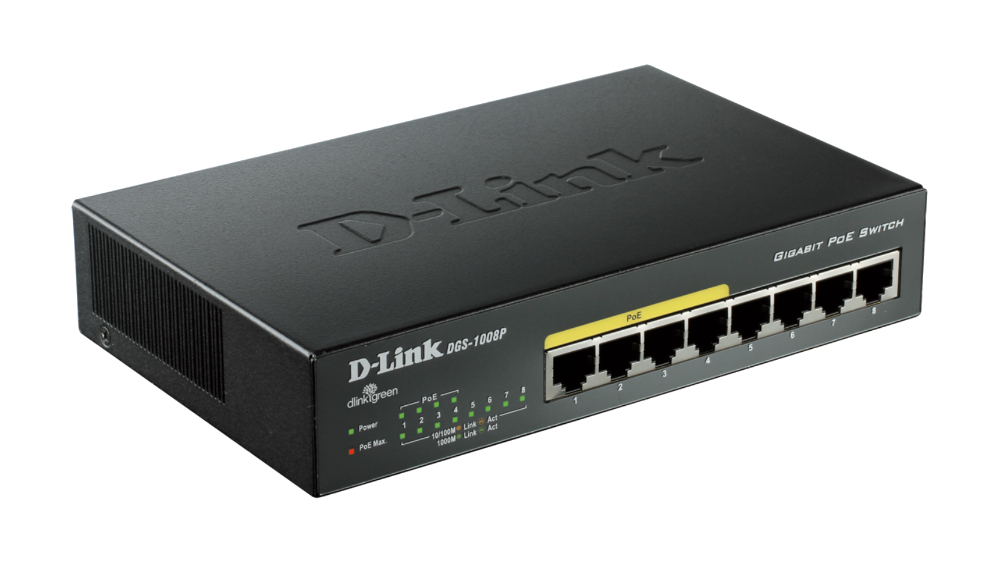 D-Link
GIGABIT POE SWITCH
PoE
D-Link DGS-1008P
dlinkgreen
PoE
1 2 3 4 5 6 7 8
Power
10/100M Link Act
PoE Max.
1000M Link Act
1 2 3 4 5 6 7 8